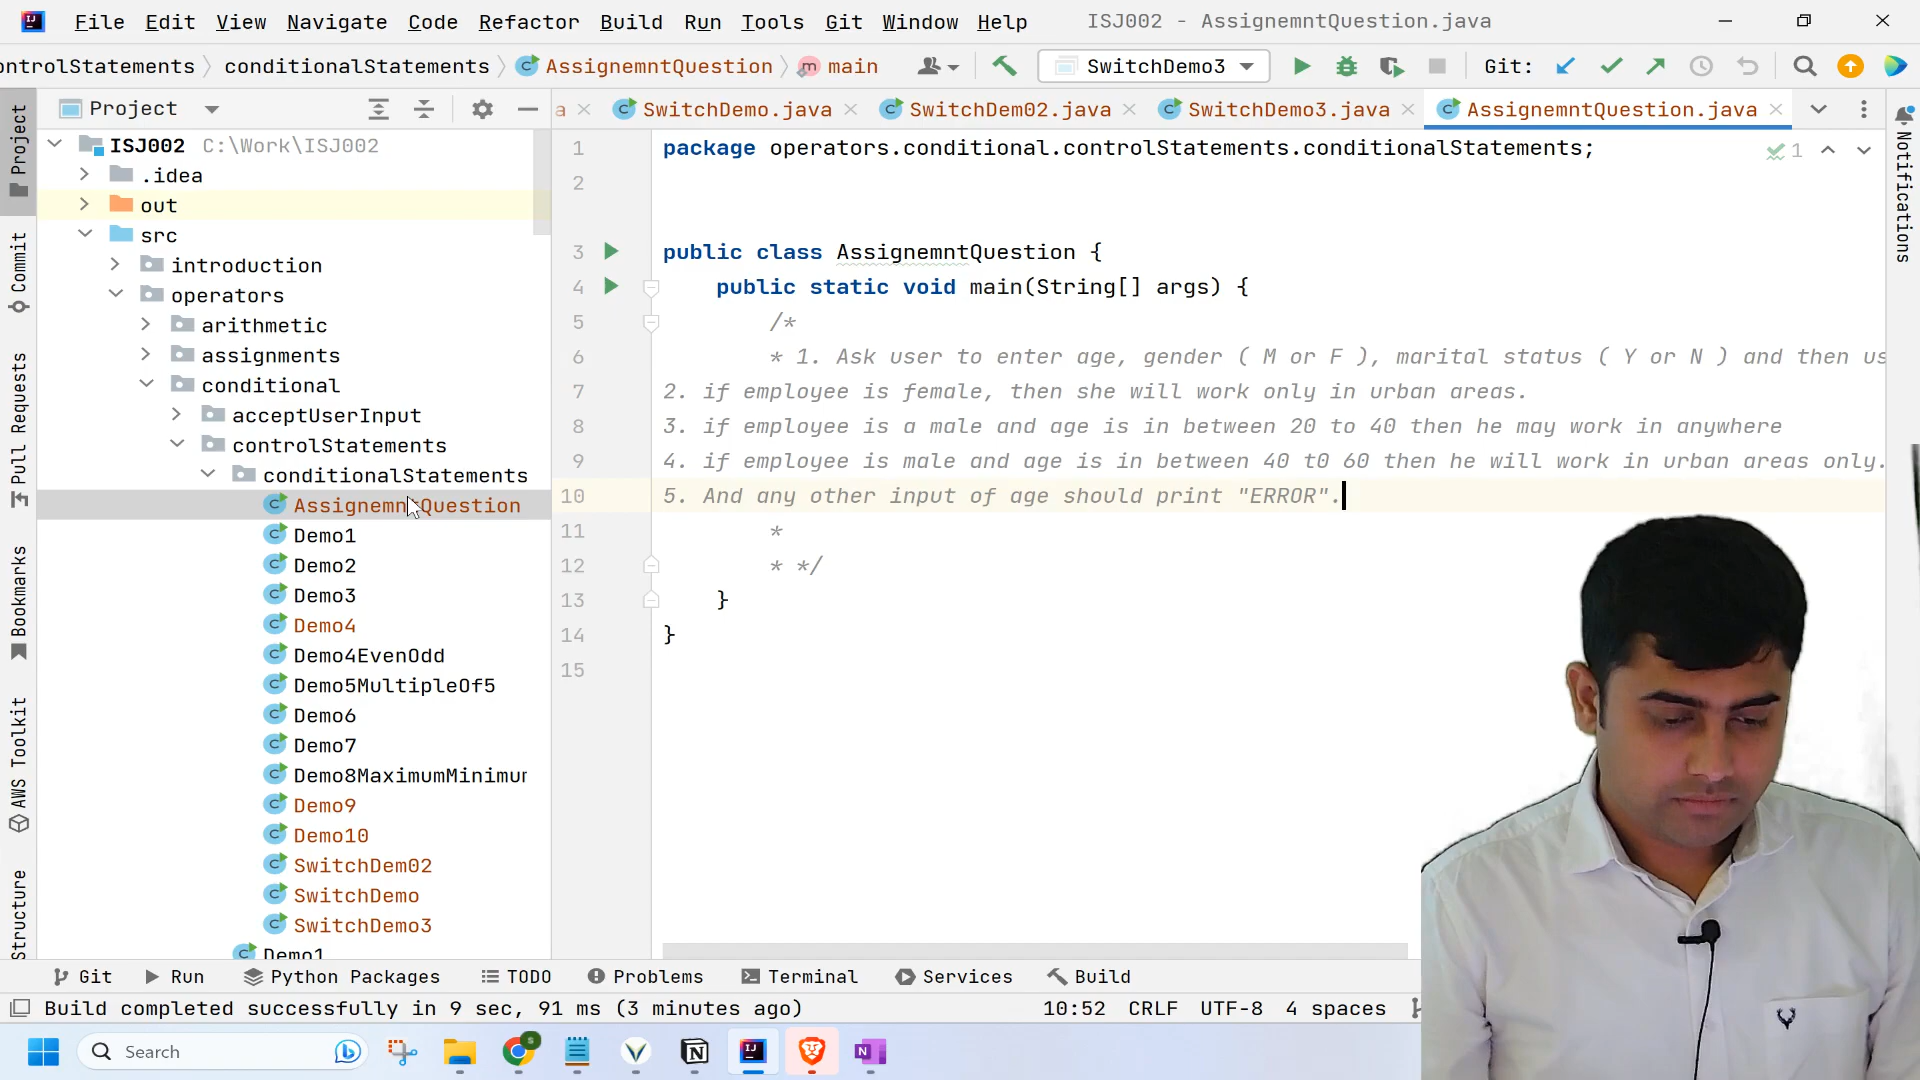 File Edit View Navigate Code Refactor Build Run Tools Git Window Help ISJ002 - AssignemntQuestion.java
ontrolStatements conditionalStatements AssignemntQuestion main SwitchDemo3 Git:
Project
a SwitchDemo.java SwitchDem02.java SwitchDemo3.java AssignemntQuestion.java
ISJ002 C:\Work\ISJ002
.idea
out
src
introduction
operators
arithmetic
assignments
conditional
acceptUserInput
controlStatements
conditionalStatements
AssignemntQuestion
Demo1
Demo2
Demo3
Demo4
Demo4EvenOdd
Demo5MultipleOf5
Demo6
Demo7
Demo8MaximumMinimur
Demo9
Demo10
SwitchDem02
SwitchDemo
SwitchDemo3
Demo1
1 package operators.conditional.controlStatements.conditionalStatements;
2
3 public class AssignemntQuestion {
4 public static void main(String[] args) {
5 /*
6 * 1. Ask user to enter age, gender ( M or F ), marital status ( Y or N ) and then us
7 2. if employee is female, then she will work only in urban areas.
8 3. if employee is a male and age is in between 20 to 40 then he may work in anywhere
9 4. if employee is male and age is in between 40 t0 60 then he will work in urban areas only.
10 5. And any other input of age should print "ERROR".
11 *
12 * */
13 }
14 }
15
1
Project
Commit
Pull Requests
Bookmarks
AWS Toolkit
Structure
Notifications
Git Run Python Packages TODO Problems Terminal Services Build
Build completed successfully in 9 sec, 91 ms (3 minutes ago) 10:52 CRLF UTF-8 4 spaces
Search